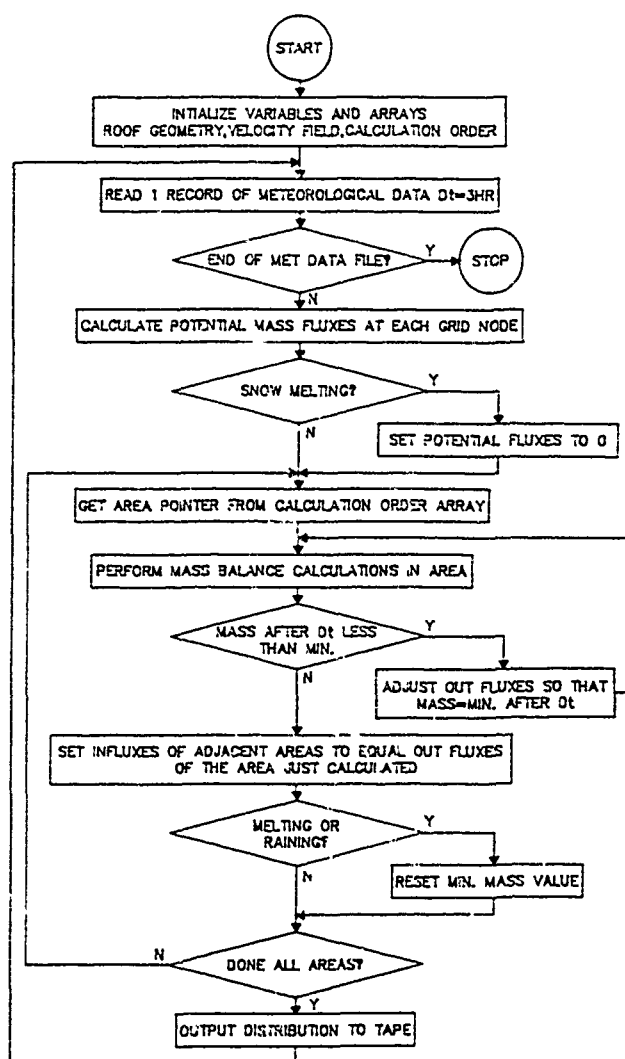 START
INTIALIZE VARIABLES AND ARRAYS
ROOF GEOMETRY,VELOCITY FIELD,CALCULATION ORDER
READ 1 RECORD OF METEOROLOGICAL DATA Dt=3HR
END OF MET DATA FILE?
Y
STOP
N
CALCULATE POTENTIAL MASS FLUXES AT EACH GRID NODE
SNOW MELTING?
Y
N
SET POTENTIAL FLUXES TO 0
GET AREA POINTER FROM CALCULATION ORDER ARRAY
PERFORM MASS BALANCE CALCULATIONS IN AREA
MASS AFTER Dt LESS
THAN MIN.
Y
N
ADJUST OUT FLUXES SO THAT
MASS=MIN. AFTER Dt
SET INFLUXES OF ADJACENT AREAS TO EQUAL OUT FLUXES
OF THE AREA JUST CALCULATED
MELTING OR
RAINING?
Y
N
RESET MIN. MASS VALUE
N
DONE ALL AREAS?
Y
OUTPUT DISTRIBUTION TO TAPE